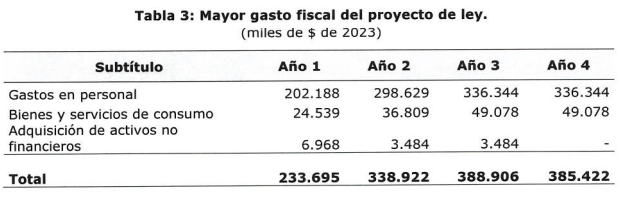 Tabla 3: Mayor gasto fiscal del proyecto de ley.
(miles de $ de 2023)
Subtítulo Año 1 Año 2 Año 3 Año 4
Gastos en personal 202.188 298.629 336.344 336.344
Bienes y servicios de consumo 24.539 36.809 49.078 49.078
Adquisición de activos no
financieros 6.968 3.484 3.484 -
Total 233.695 338.922 388.906 385.422